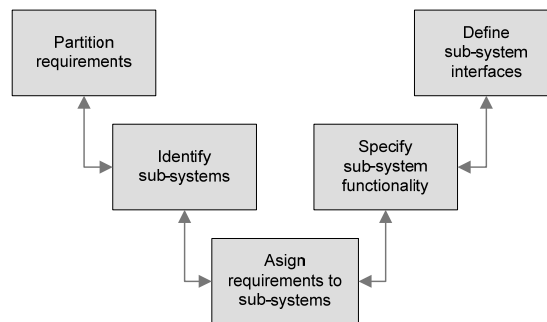 Partition
requirements
Define
sub-system
interfaces
Identify
sub-systems
Specify
sub-system
functionality
Asign
requirements to
sub-systems